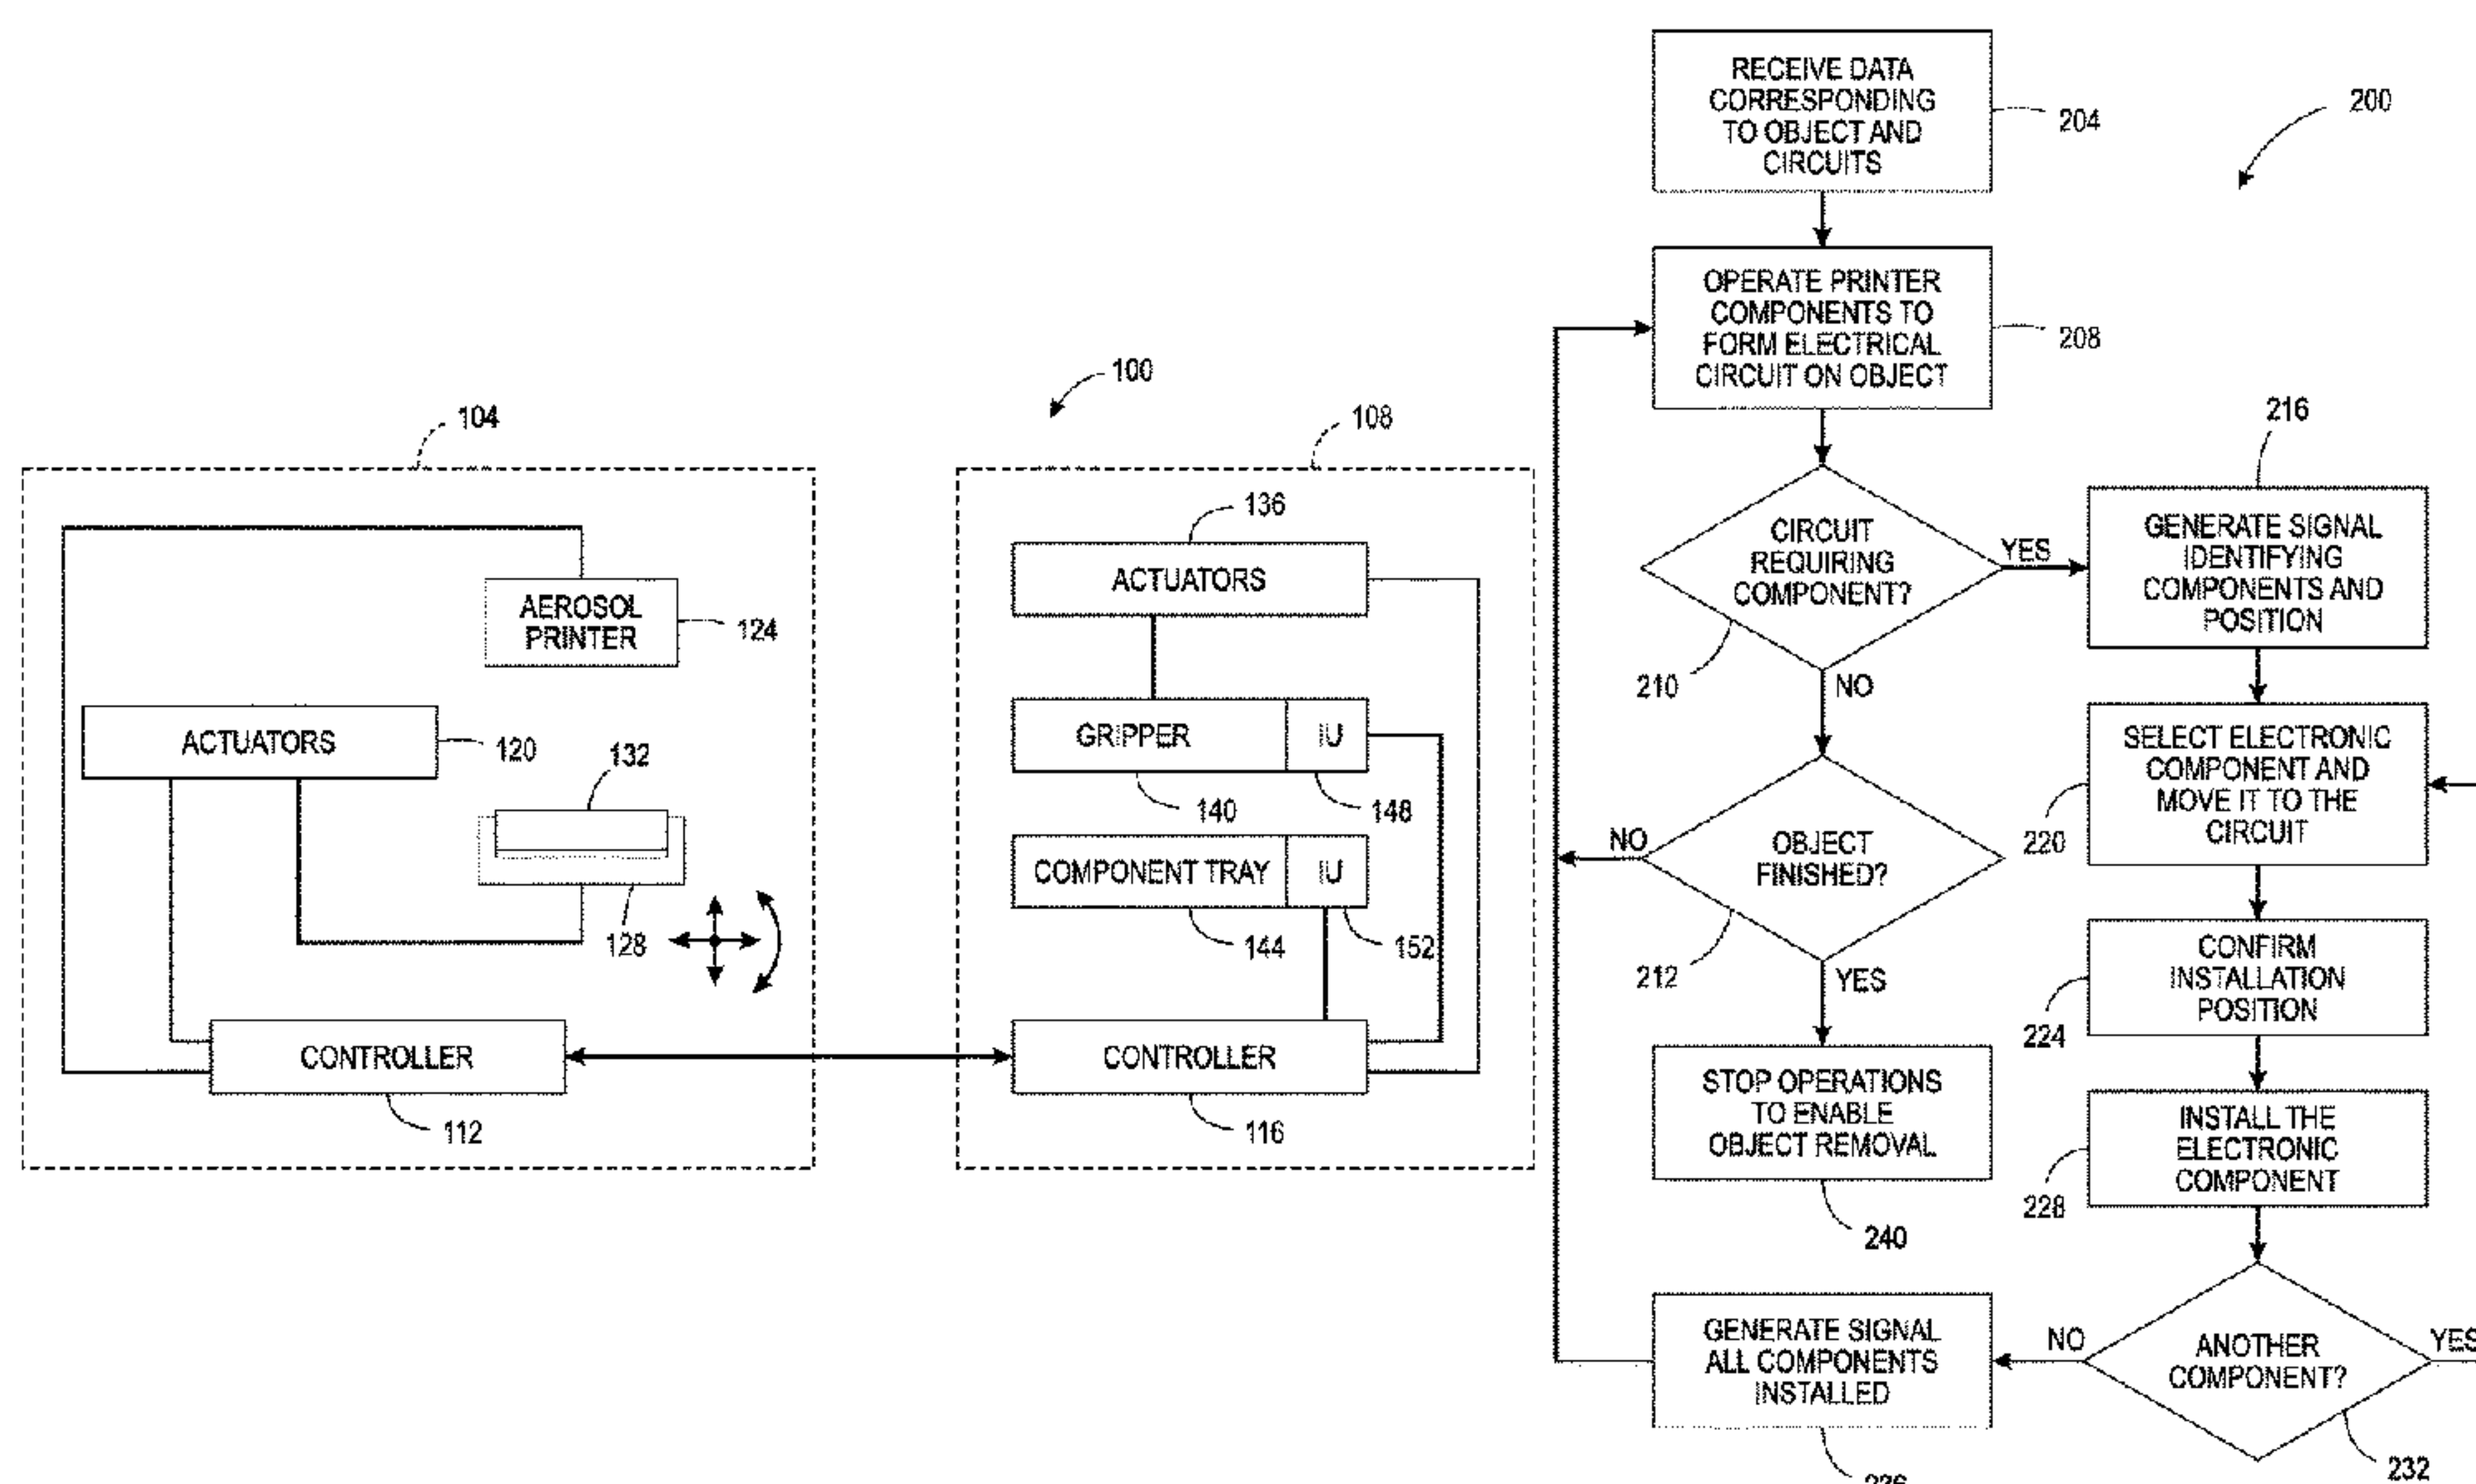 100
104
AEROSOL
PRINTER
124
ACTUATORS
120
132
128
CONTROLLER
112
108
136
ACTUATORS
GRIPPER
IU
140
148
COMPONENT TRAY
IU
144
152
CONTROLLER
116
200
RECEIVE DATA
CORRESPONDING
TO OBJECT AND
CIRCUITS
204
OPERATE PRINTER
COMPONENTS TO
FORM ELECTRICAL
CIRCUIT ON OBJECT
208
CIRCUIT
REQUIRING
COMPONENT?
YES
210
NO
OBJECT
FINISHED?
NO
212
YES
STOP OPERATIONS
TO ENABLE
OBJECT REMOVAL
240
216
GENERATE SIGNAL
IDENTIFYING
COMPONENTS AND
POSITION
SELECT ELECTRONIC
COMPONENT AND
MOVE IT TO THE
CIRCUIT
220
CONFIRM
INSTALLATION
POSITION
224
INSTALL THE
ELECTRONIC
COMPONENT
228
ANOTHER
COMPONENT?
NO
YES
232
GENERATE SIGNAL
ALL COMPONENTS
INSTALLED